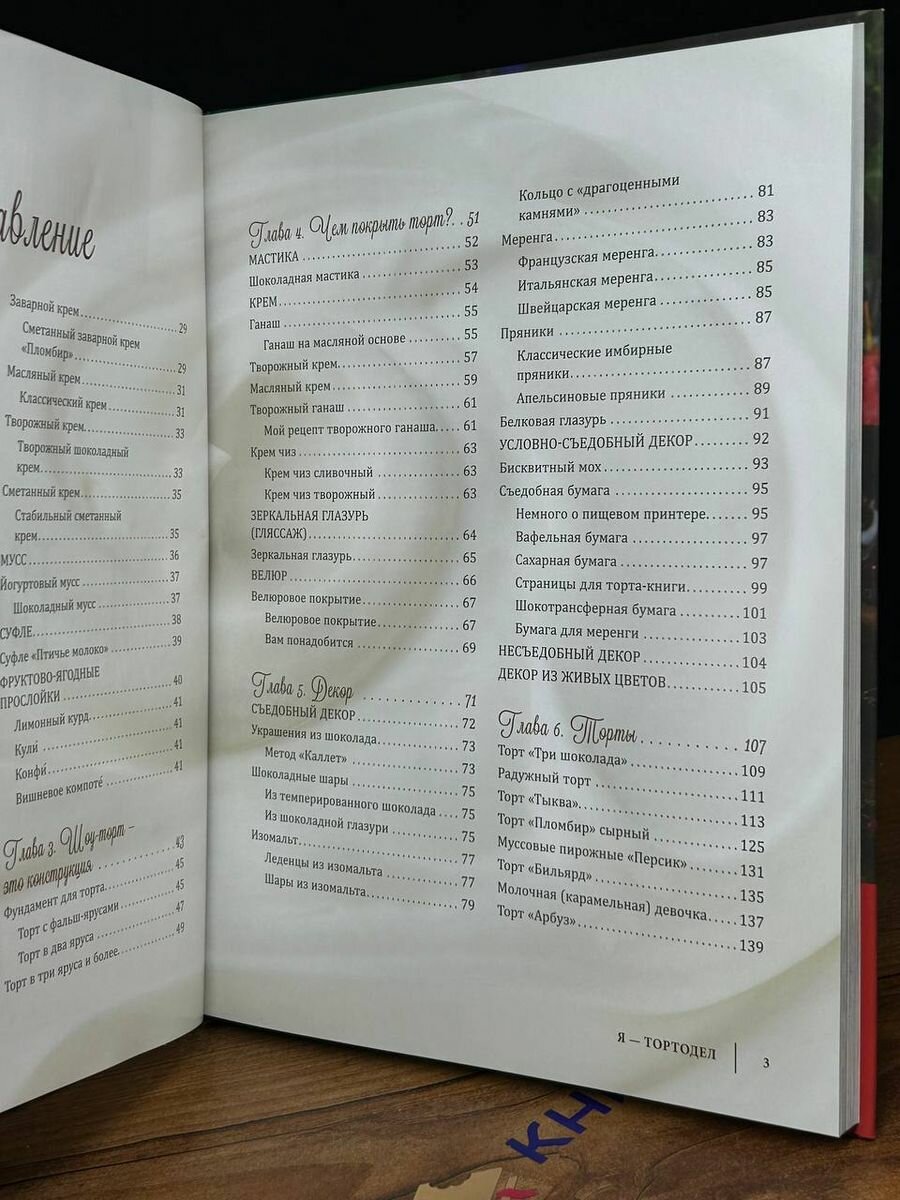 авление
Заварной крем..................29
Сметанный заварной крем
«Пломбир»..................29
Масляный крем..................31
Классический крем..................31
Творожный крем..................33
Творожный шоколадный
крем..................33
Сметанный крем..................35
Стабильный сметанный
крем..................35
МУСС..................36
Йогуртовый мусс..................37
Шоколадный мусс..................37
СУФЛЕ..................38
Суфле «Птичье молоко»..................39
ФРУКТОВО-ЯГОДНЫЕ
ПРОСЛОЙКИ..................40
Лимонный курд..................41
Кули́..................41
Конфи́..................41
Вишневое компоте́..................41
Глава 3. Шоу-торт –
это конструкция..................43
Фундамент для торта..................45
Торт с фальш-ярусами..................45
Торт в два яруса..................47
Торт в три яруса и более..................49
Глава 4. Чем покрыть торт?..51
МАСТИКА..................52
Шоколадная мастика..................53
КРЕМ..................54
Ганаш..................55
Ганаш на масляной основе..................55
Творожный крем..................57
Масляный крем..................59
Творожный ганаш..................61
Мой рецепт творожного ганаша.....61
Крем чиз..................63
Крем чиз сливочный..................63
Крем чиз творожный..................63
ЗЕРКАЛЬНАЯ ГЛАЗУРЬ
(ГЛЯССАЖ)..................64
Зеркальная глазурь..................65
ВЕЛЮР..................66
Велюровое покрытие..................67
Велюровое покрытие..................67
Вам понадобится..................69
Глава 5. Декор..................71
СЪЕДОБНЫЙ ДЕКОР..................72
Украшения из шоколада..................73
Метод «Каллет»..................73
Шоколадные шары..................75
Из темперированного шоколада....75
Из шоколадной глазури..................75
Изомальт..................77
Леденцы из изомальта..................77
Шары из изомальта..................79
Кольцо с «драгоценными
камнями»..................81
Меренга..................83
Французская меренга..................83
Итальянская меренга..................85
Швейцарская меренга..................85
Пряники..................87
Классические имбирные
пряники..................87
Апельсиновые пряники..................89
Белковая глазурь..................91
УСЛОВНО-СЪЕДОБНЫЙ ДЕКОР..................92
Бисквитный мох..................93
Съедобная бумага..................95
Немного о пищевом принтере.......95
Вафельная бумага..................97
Сахарная бумага..................97
Страницы для торта-книги..................99
Шокотрансферная бумага..................101
Бумага для меренги..................103
НЕСЪЕДОБНЫЙ ДЕКОР..................104
ДЕКОР ИЗ ЖИВЫХ ЦВЕТОВ..................105
Глава 6. Торты..................107
Торт «Три шоколада»..................109
Радужный торт..................111
Торт «Тыква»..................113
Торт «Пломбир» сырный..................125
Муссовые пирожные «Персик»..................131
Торт «Бильярд»..................135
Молочная (карамельная) девочка.....137
Торт «Арбуз»..................139
Я — ТОРТОДЕЛ | 3
КН